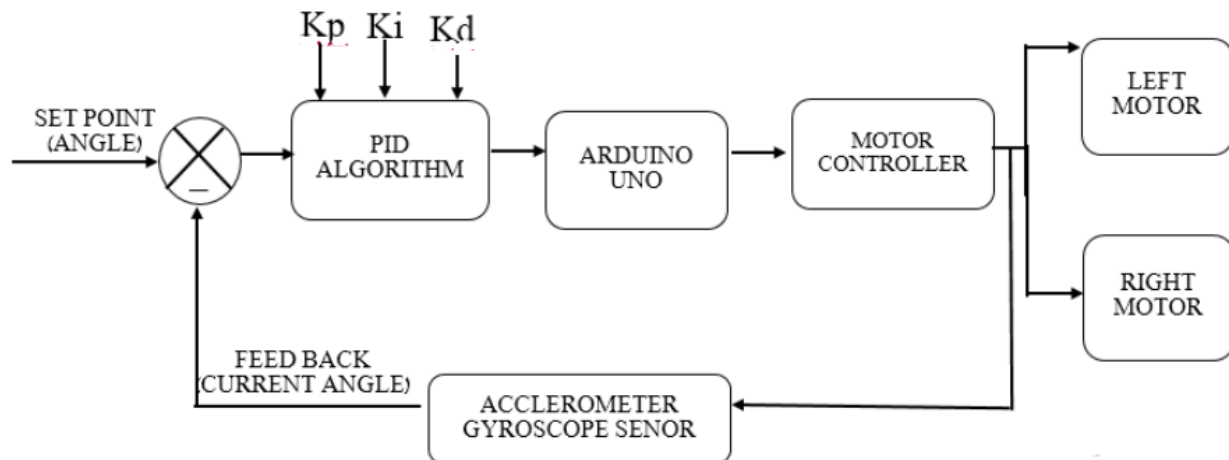 Kp Ki Kd
SET POINT
(ANGLE)
PID
ALGORITHM
ARDUINO
UNO
MOTOR
CONTROLLER
LEFT
MOTOR
RIGHT
MOTOR
FEED BACK
(CURRENT ANGLE)
ACCLEROMETER
GYROSCOPE SENOR